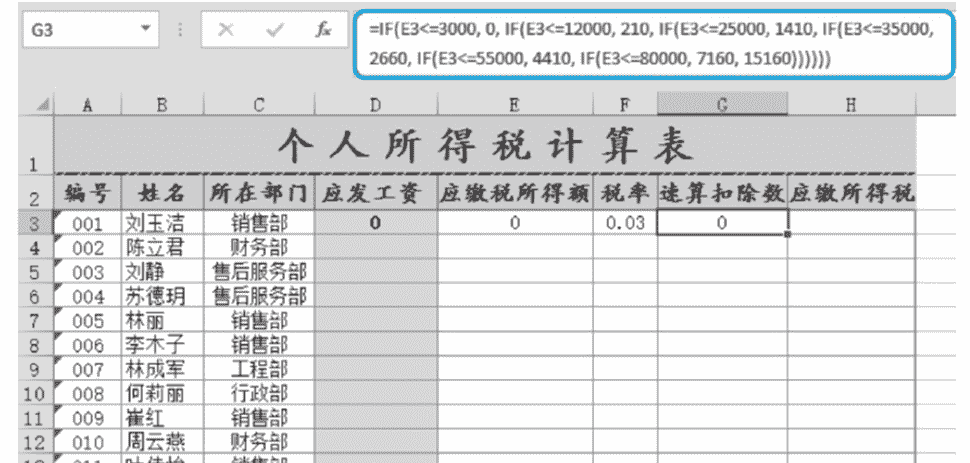 G3 fx =IF(E3<=3000, 0, IF(E3<=12000, 210, IF(E3<=25000, 1410, IF(E3<=35000,
2660, IF(E3<=55000, 4410, IF(E3<=80000, 7160, 15160))))))
A B C D E F G H
1 个人所得税计算表
2 编号 姓名 所在部门 应发工资 应缴税所得额 税率 速算扣除数 应缴所得税
3 001 刘玉洁 销售部 0 0 0.03 0
4 002 陈立君 财务部
5 003 刘静 售后服务部
6 004 苏德玥 售后服务部
7 005 林丽 销售部
8 006 李木子 销售部
9 007 林成军 工程部
10 008 何莉丽 行政部
11 009 崔红 销售部
12 010 周云燕 财务部